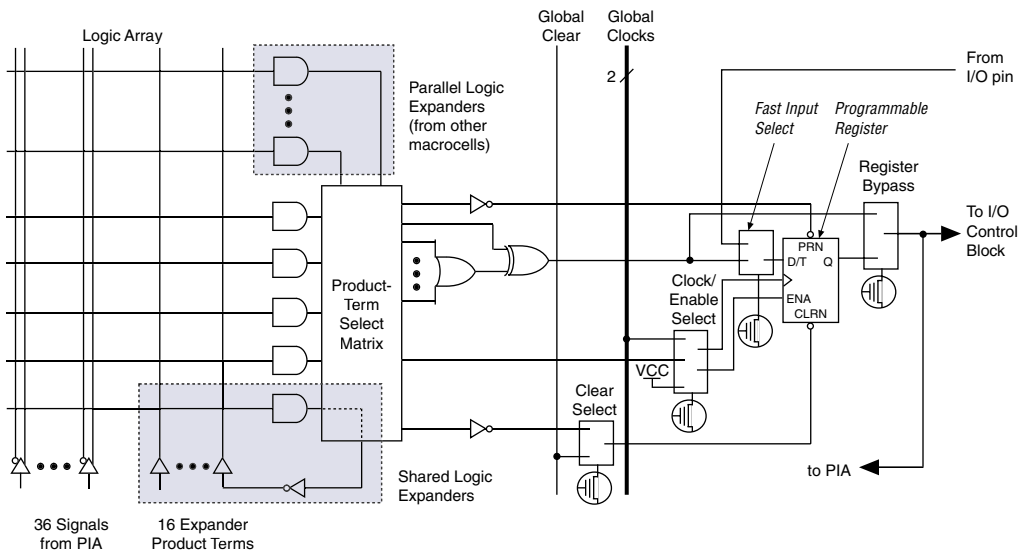 Logic Array
Global
Clear
Global
Clocks
2
Parallel Logic
Expanders
(from other
macrocells)
From
I/O pin
Fast Input
Select
Programmable
Register
Register
Bypass
To I/O
Control
Block
PRN
D/T
Q
ENA
CLRN
Product-
Term
Select
Matrix
Clock/
Enable
Select
VCC
Clear
Select
Shared Logic
Expanders
to PIA
36 Signals
from PIA
16 Expander
Product Terms